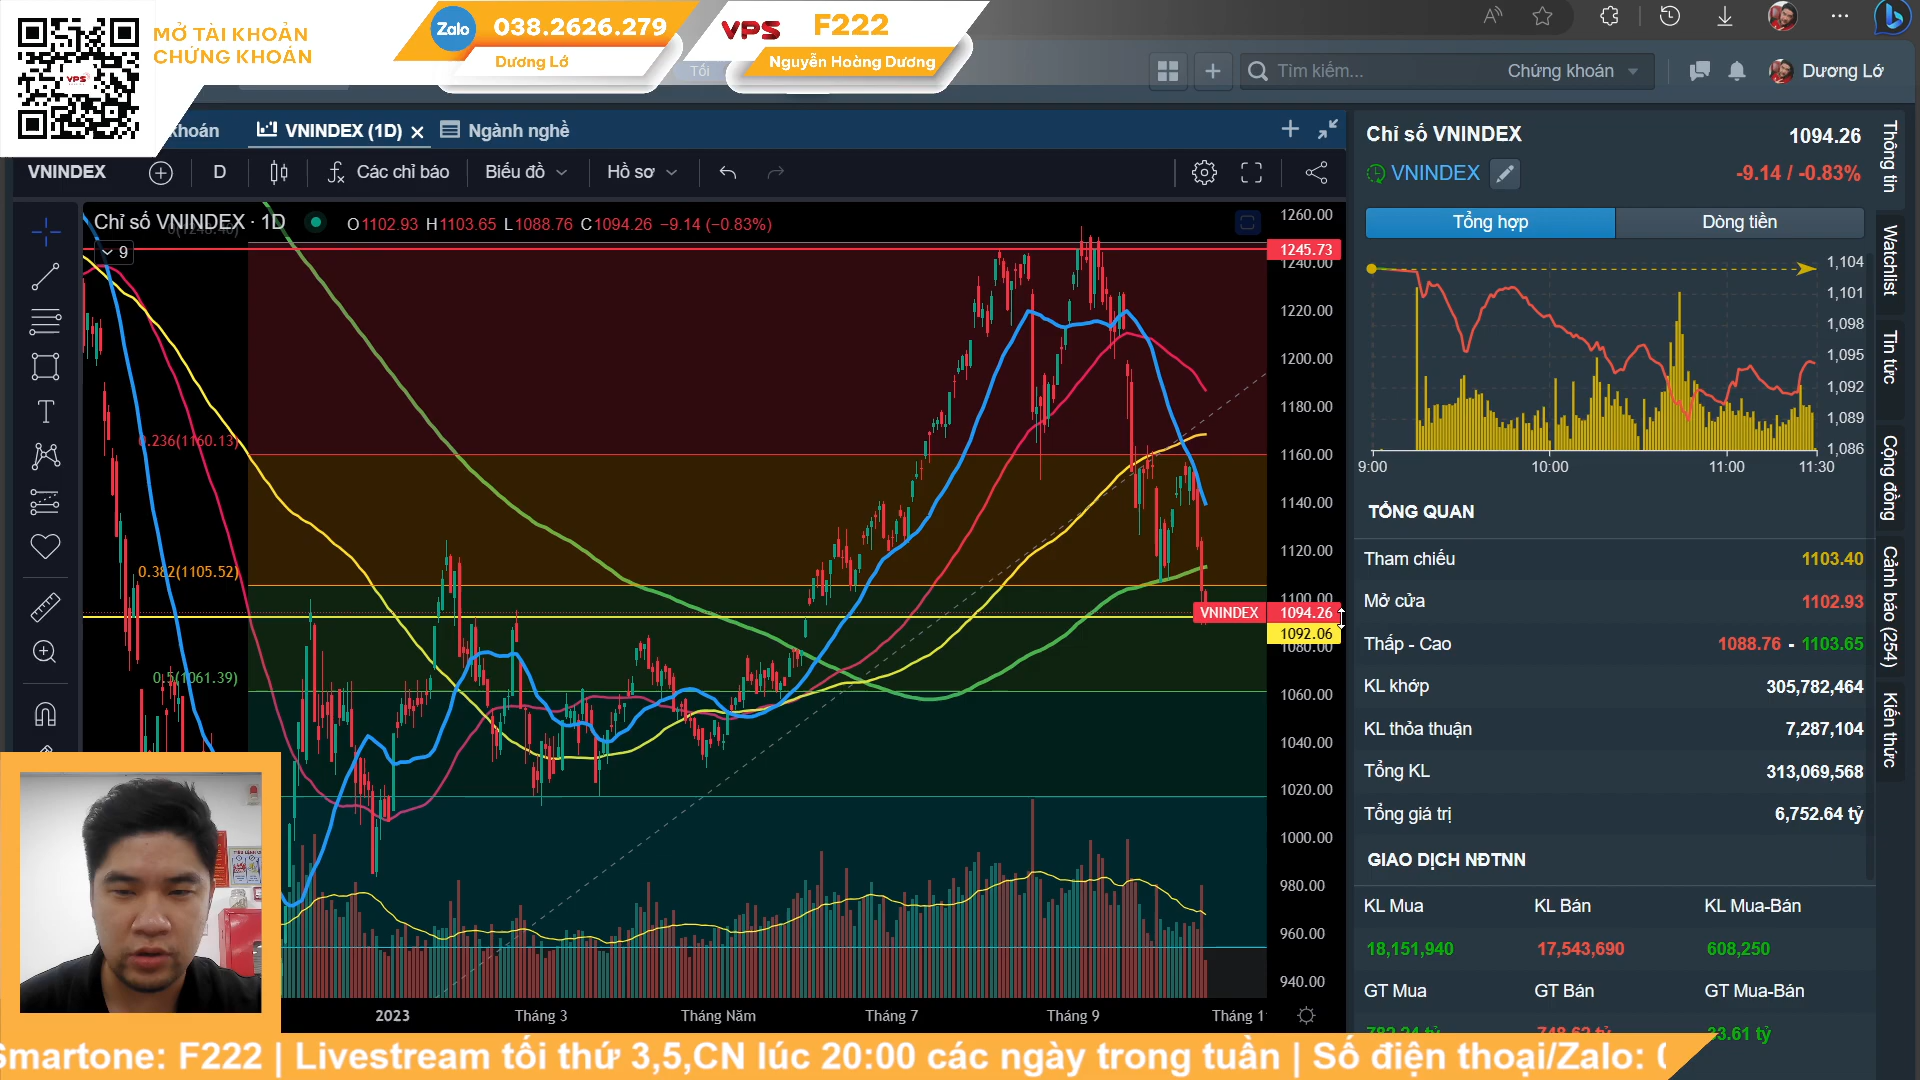 MỞ TÀI KHOẢN
CHỨNG KHOÁN
Zalo
038.2626.279
Dương Lớ
VPS
F222
Nguyễn Hoàng Dương
VPS
Tối
Tìm kiếm...
Chứng khoán
Dương Lớ
khoán
VNINDEX (1D)
Ngành nghề
VNINDEX
D
Các chỉ báo
Biểu đồ
Hồ sơ
Chỉ số VNINDEX · 1D
O1102.93 H1103.65 L1088.76 C1094.26 −9.14 (−0.83%)
9
0.236(1160.13)
0.382(1105.52)
0.5(1061.39)
1260.00
1245.73
1240.00
1220.00
1200.00
1180.00
1160.00
1140.00
1120.00
1100.00
VNINDEX 1094.26
1092.06
1080.00
1060.00
1040.00
1020.00
1000.00
980.00
960.00
940.00
2023
Tháng 3
Tháng Năm
Tháng 7
Tháng 9
Tháng 1
Chỉ số VNINDEX
1094.26
VNINDEX
-9.14 / -0.83%
Tổng hợp
Dòng tiền
1,104
1,101
1,098
1,095
1,092
1,089
1,086
9:00
10:00
11:00
11:30
TỔNG QUAN
Tham chiếu 1103.40
Mở cửa 1102.93
Thấp - Cao 1088.76 - 1103.65
KL khớp 305,782,464
KL thỏa thuận 7,287,104
Tổng KL 313,069,568
Tổng giá trị 6,752.64 tỷ
GIAO DỊCH NĐTNN
KL Mua KL Bán KL Mua-Bán
18,151,940 17,543,690 608,250
GT Mua GT Bán GT Mua-Bán
33.61 tỷ
Thông tin
Watchlist
Tin tức
Cộng đồng
Cảnh báo (254)
Kiến thức
Smartone: F222 | Livestream tối thứ 3,5,CN lúc 20:00 các ngày trong tuần | Số điện thoại/Zalo: